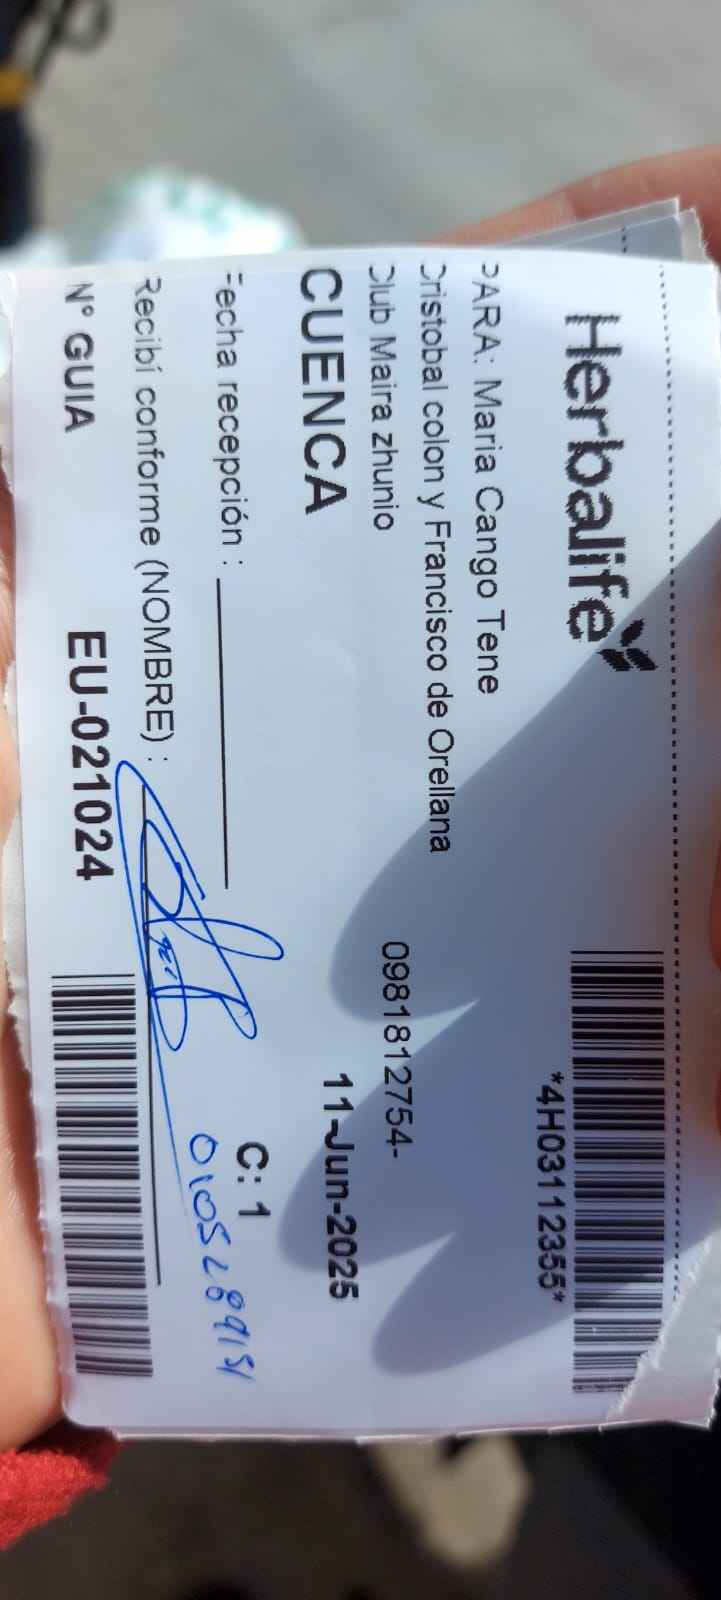 Herbalife
*4H03112355*
PARA: Maria Cango Tene
Cristobal colon y Francisco de Orellana
0981812754-
Club Maira zhunio
CUENCA
11-Jun-2025
Fecha recepción :
C: 1
Recibí conforme (NOMBRE) :
0105289151
N° GUIA
EU-021024